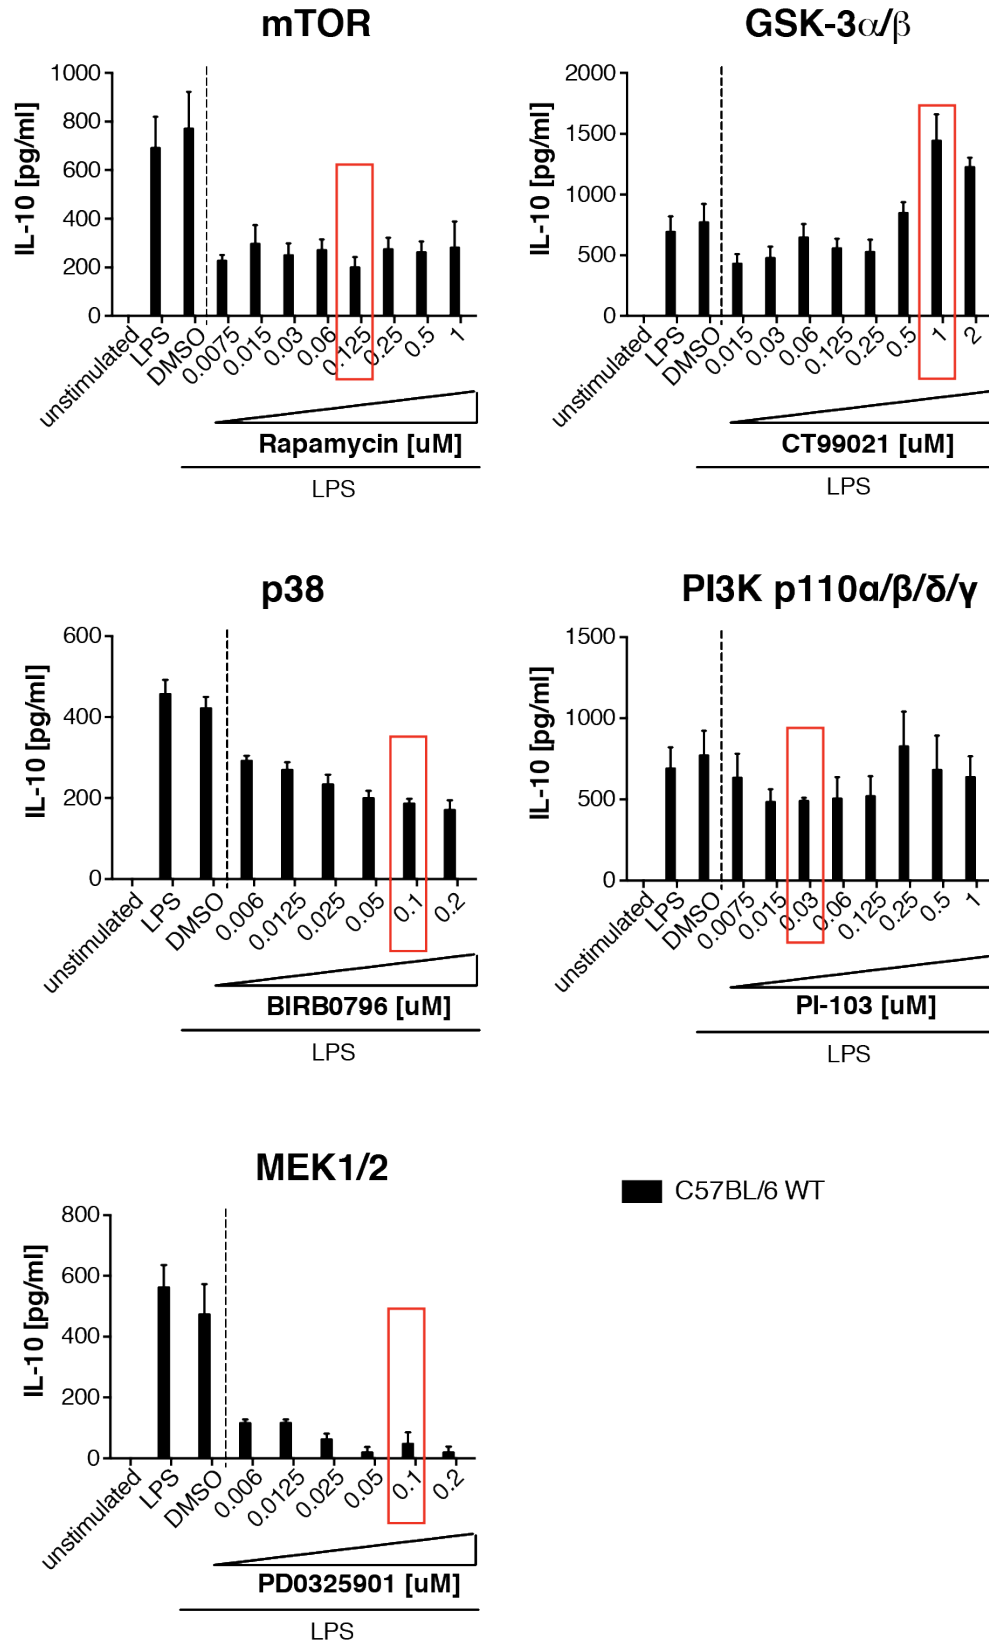 mTOR
IL-10 [pg/ml]
1000
800
600
400
200
0
unstimulated
LPS
DMSO
0.0075
0.015
0.03
0.06
0.125
0.25
0.5
1
Rapamycin [uM]
LPS
GSK-3α/β
IL-10 [pg/ml]
2000
1500
1000
500
0
unstimulated
LPS
DMSO
0.015
0.03
0.06
0.125
0.25
0.5
1
2
CT99021 [uM]
LPS
p38
IL-10 [pg/ml]
600
400
200
0
unstimulated
LPS
DMSO
0.006
0.0125
0.025
0.05
0.1
0.2
BIRB0796 [uM]
LPS
PI3K p110α/β/δ/γ
IL-10 [pg/ml]
1500
1000
500
0
unstimulated
LPS
DMSO
0.0075
0.015
0.03
0.06
0.125
0.25
0.5
1
PI-103 [uM]
LPS
MEK1/2
IL-10 [pg/ml]
800
600
400
200
0
unstimulated
LPS
DMSO
0.006
0.0125
0.025
0.05
0.1
0.2
PD0325901 [uM]
LPS
C57BL/6 WT